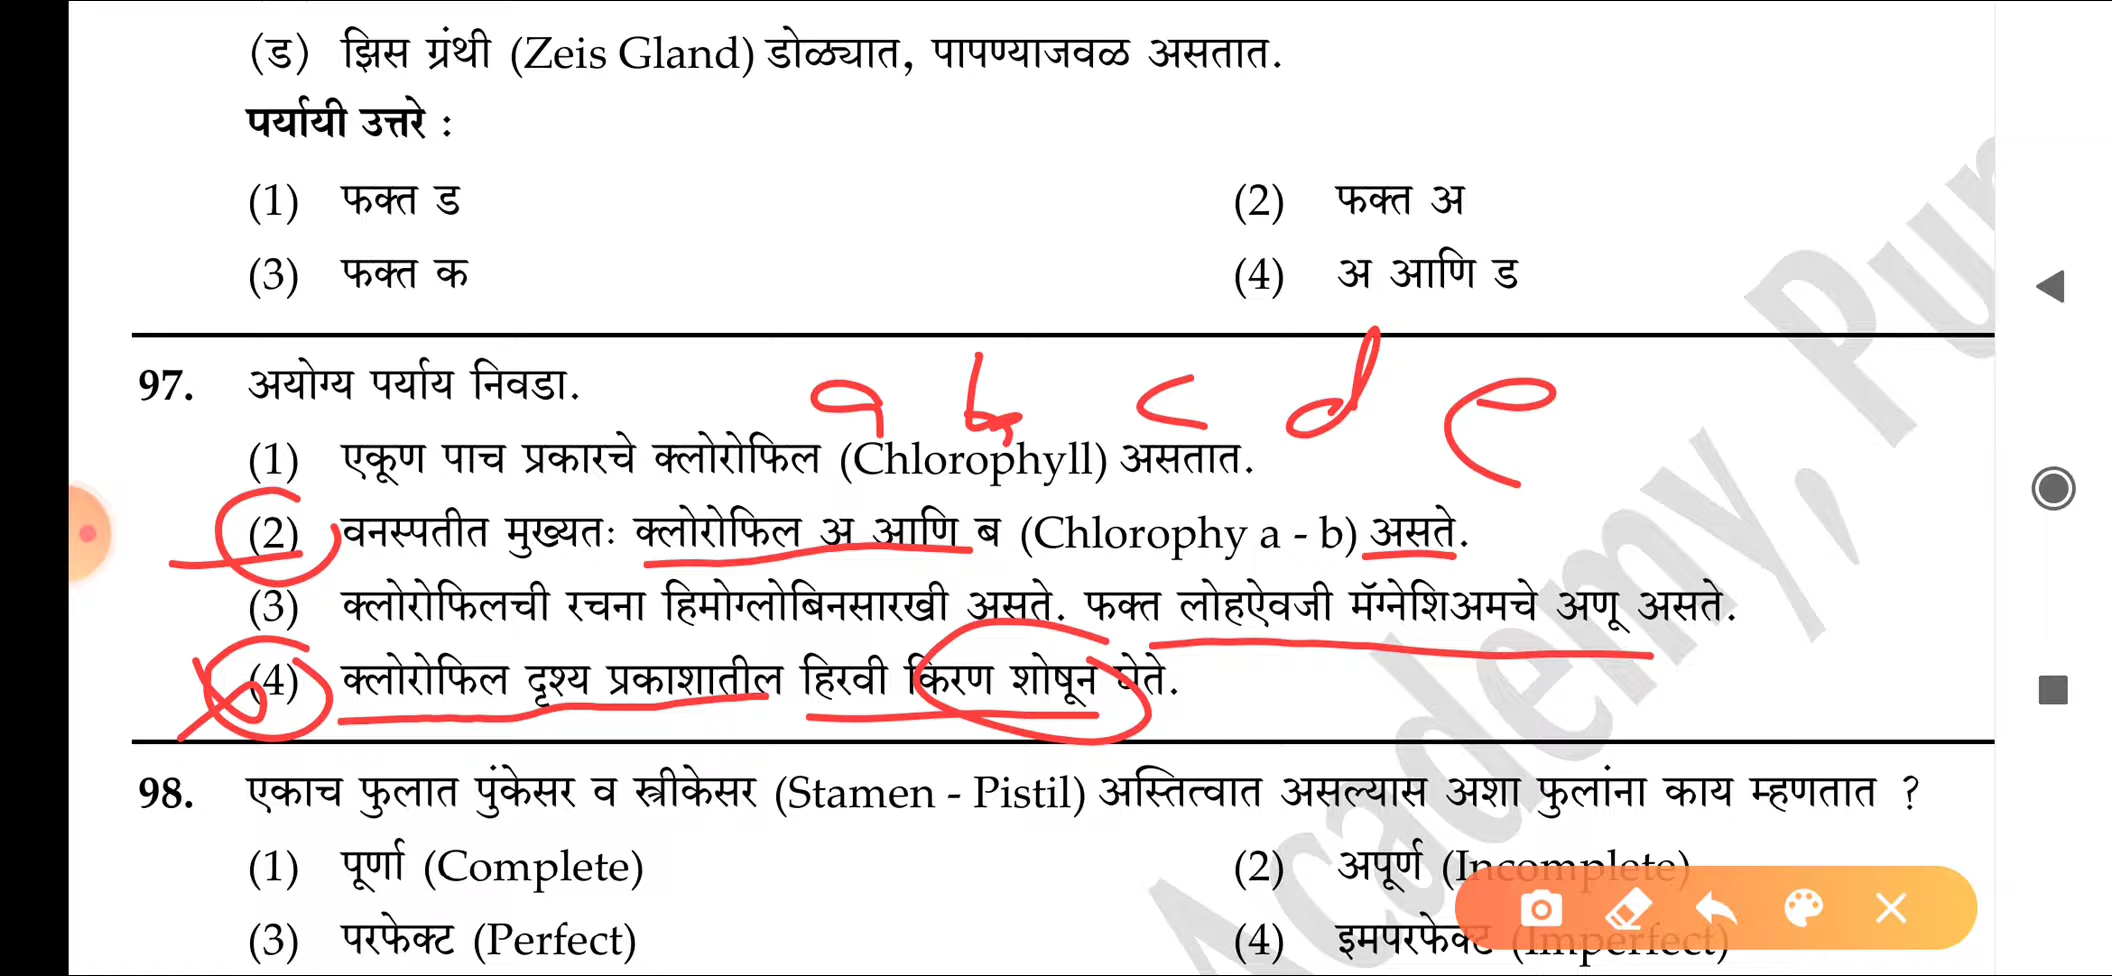 (ड) झिस ग्रंथी (Zeis Gland) डोळ्यात, पापण्याजवळ असतात.
पर्यायी उत्तरे :
(1) फक्त ड (2) फक्त अ
(3) फक्त क (4) अ आणि ड
97. अयोग्य पर्याय निवडा. a b c d e
(1) एकूण पाच प्रकारचे क्लोरोफिल (Chlorophyll) असतात.
(2) वनस्पतीत मुख्यतः क्लोरोफिल अ आणि ब (Chlorophy a - b) असते.
(3) क्लोरोफिलची रचना हिमोग्लोबिनसारखी असते. फक्त लोहऐवजी मॅग्नेशिअमचे अणू असते.
(4) क्लोरोफिल दृश्य प्रकाशातील हिरवी किरण शोषून घेते.
98. एकाच फुलात पुंकेसर व स्त्रीकेसर (Stamen - Pistil) अस्तित्वात असल्यास अशा फुलांना काय म्हणतात ?
(1) पूर्णा (Complete) (2) अपूर्ण (Incomplete)
(3) परफेक्ट (Perfect) (4) इमपरफेक्ट (Imperfect)
Academy, Pun